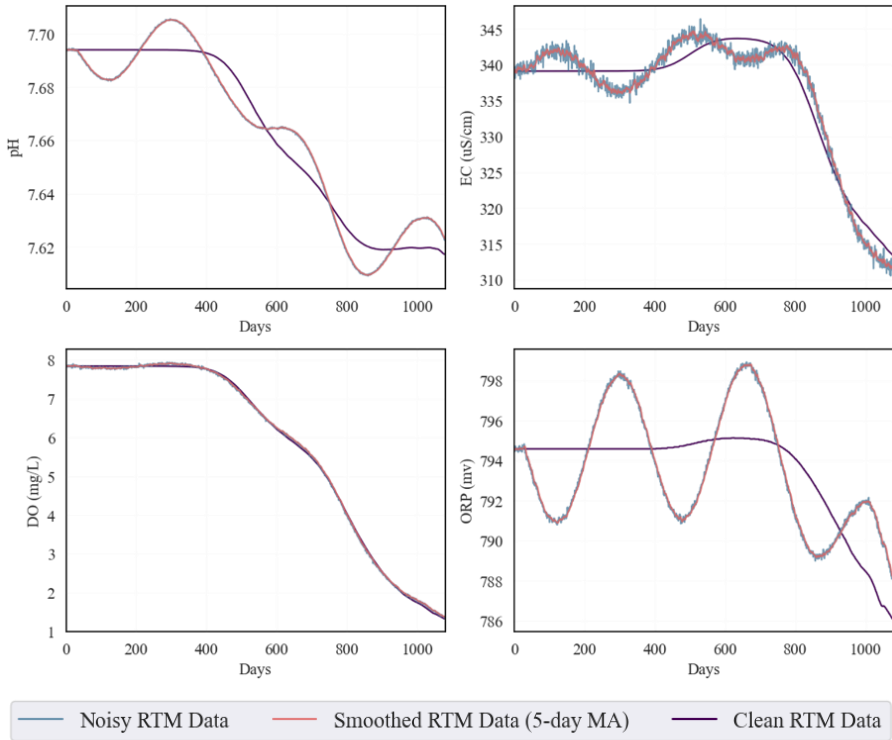 7.70
7.68
7.66
7.64
7.62
pH
0 200 400 600 800 1000
Days
345
340
335
330
325
320
315
310
EC (uS/cm)
0 200 400 600 800 1000
Days
8
7
6
5
4
3
2
1
DO (mg/L)
0 200 400 600 800 1000
Days
798
796
794
792
790
788
786
ORP (mv)
0 200 400 600 800 1000
Days
Noisy RTM Data Smoothed RTM Data (5-day MA) Clean RTM Data